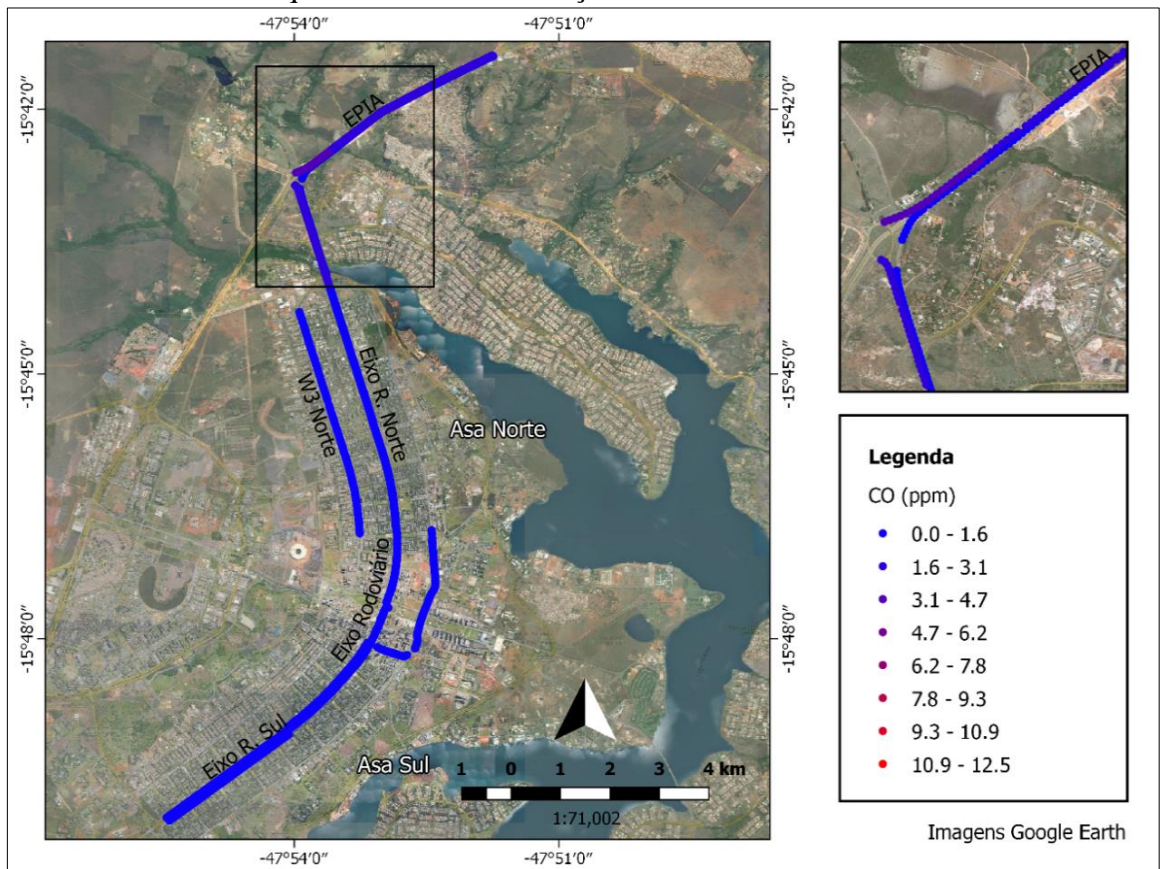 -47°54′0″
-47°51′0″
-15°42′0″
-15°45′0″
-15°48′0″
EPIA
W3 Norte
Eixo R. Norte
Asa Norte
Eixo Rodoviário
Eixo R. Sul
Asa Sul
1 0 1 2 3 4 km
1:71,002
-47°54′0″
-47°51′0″
-15°42′0″
-15°45′0″
-15°48′0″
EPIA
Legenda
CO (ppm)
0.0 - 1.6
1.6 - 3.1
3.1 - 4.7
4.7 - 6.2
6.2 - 7.8
7.8 - 9.3
9.3 - 10.9
10.9 - 12.5
Imagens Google Earth